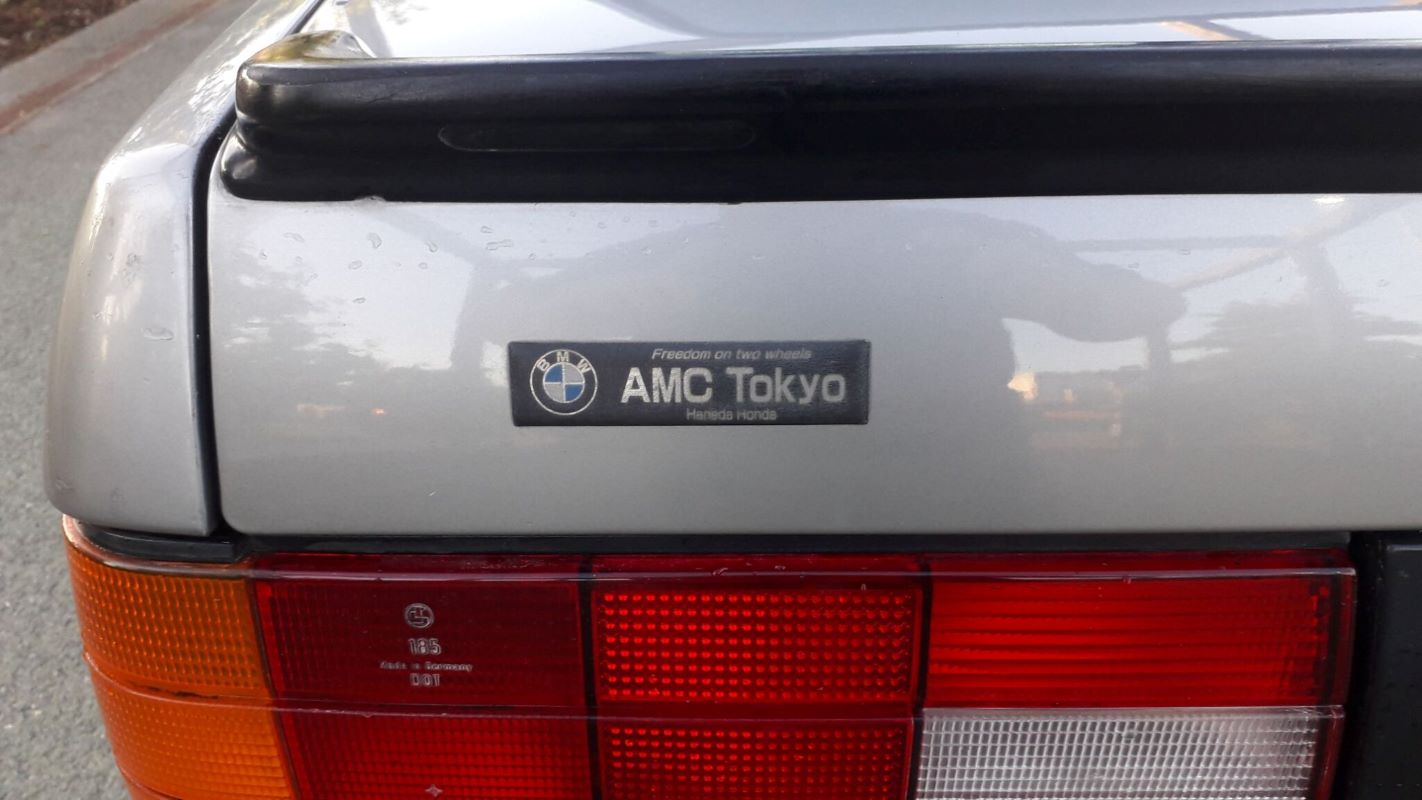 Freedom on two wheels
BMW
AMC Tokyo
Haneda Honda
185
Made in Germany
DOT